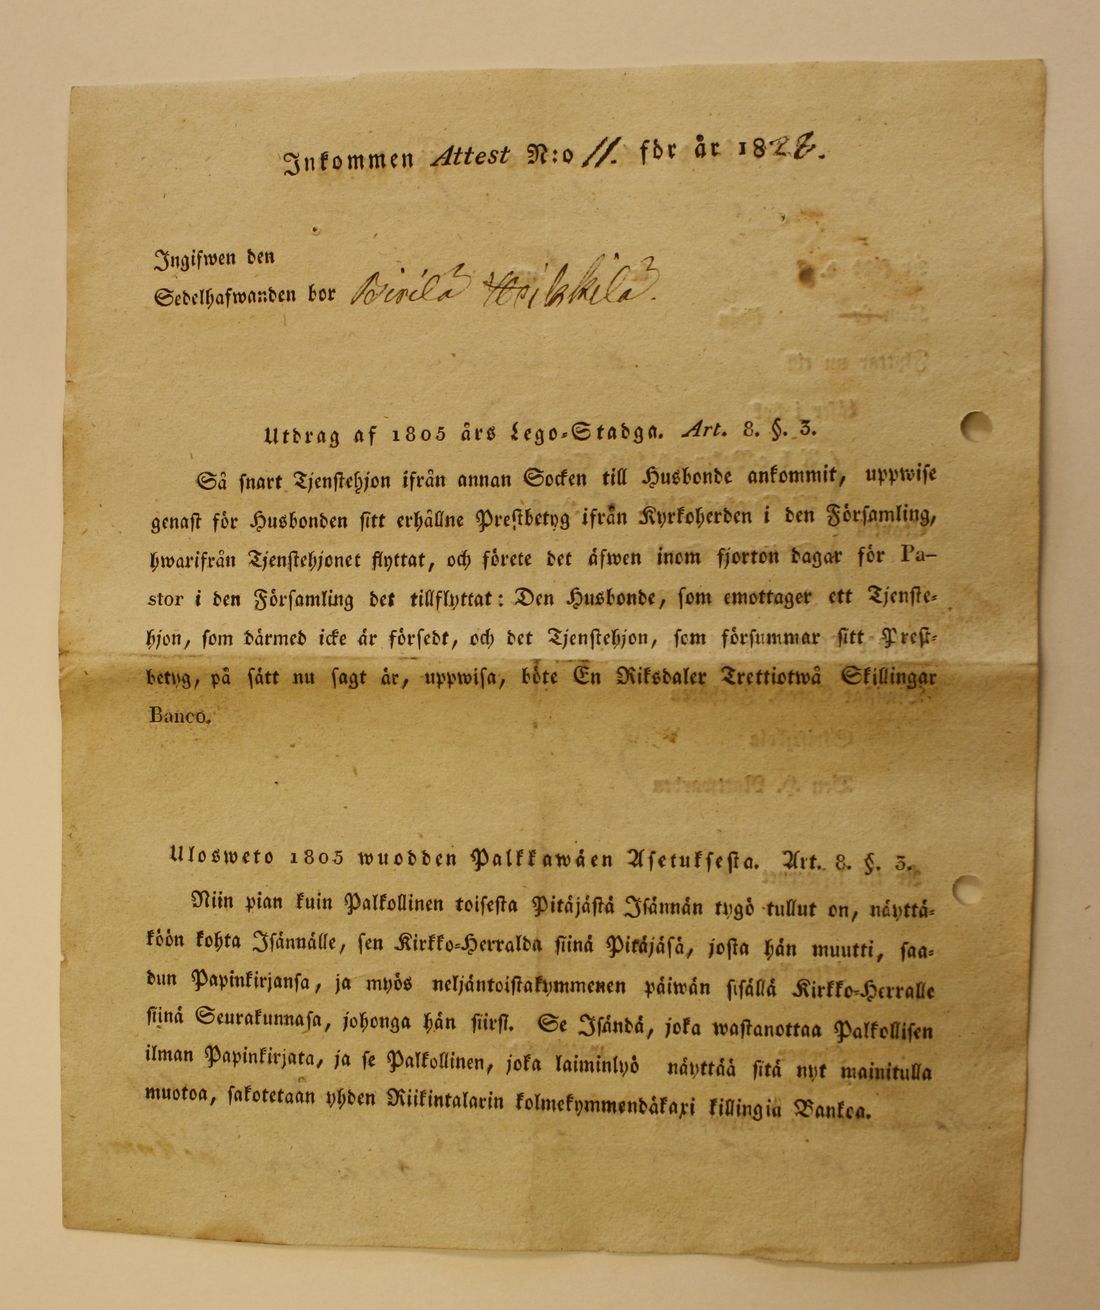 Inkommen Attest N:o 11. för år 1828.
Ingifwen den
Sedelhafwanden bor Wirilä Heikkilä.
Utdrag af 1805 års Lego-Stadga. Art. 8. §. 3.
Så snart Tjenstehjon ifrån annan Socken till Husbonde ankommit, uppwise
genast för Husbonden sitt erhållne Prestbetyg ifrån Kyrkoherden i den Församling,
hwarifrån Tjenstehjonet flyttat, och förete det äfwen inom fjorton dagar för Pa-
stor i den Församling det tillflyttat: Den Husbonde, som emottager ett Tjenste-
hjon, som därmed icke är försedt, och det Tjenstehjon, som försummar sitt Prest-
betyg, på sätt nu sagt är, uppwisa, böte En Riksdaler Trettiotwå Skillingar
Banco.
Ulosweto 1805 wuodden Palkkawäen Asetuksesta. Art. 8. §. 3.
Niin pian kuin Palkollinen toisesta Pitäjästä Isännän tygö tullut on, näyttä-
köön kohta Isännälle, sen Kirkko-Herralda siinä Pitäjäsä, josta hän muutti, saa-
dun Papinkirjansa, ja myös neljäntoistakymmenen päiwän sisällä Kirkko-Herralle
siinä Seurakunnasa, johonga hän siirst. Se Isändä, joka wastanottaa Palkollisen
ilman Papinkirjata, ja se Palkollinen, joka laiminlyö näyttää sitä nyt mainitulla
muotoa, sakotetaan yhden Riikintalarin kolmekymmendäkaxi killingiä Bankoa.